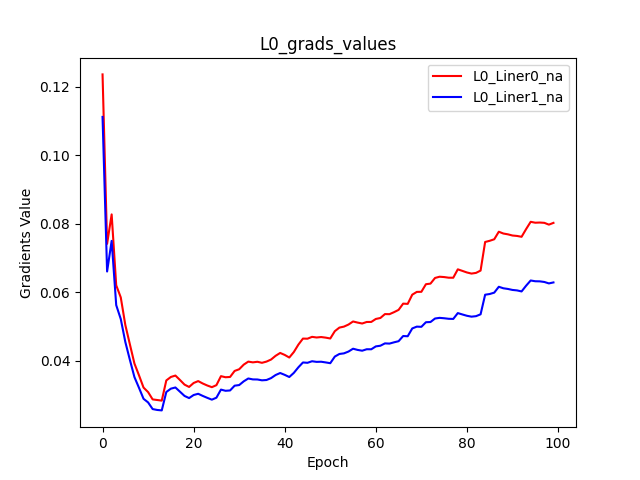 L0_grads_values
L0_Liner0_na
L0_Liner1_na
Gradients Value
0.12
0.10
0.08
0.06
0.04
0
20
40
60
80
100
Epoch